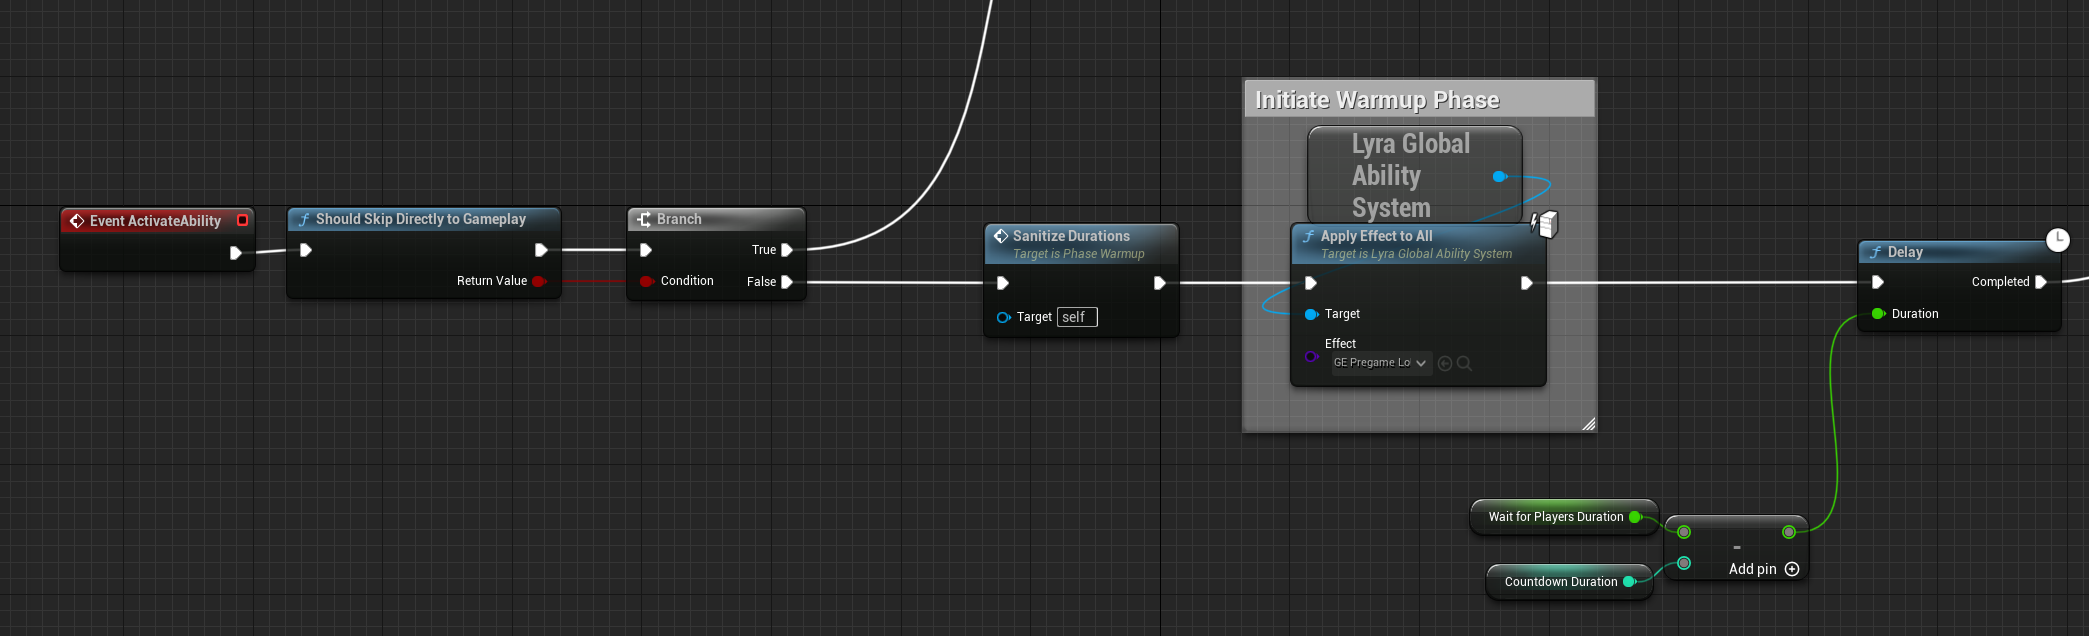 Event ActivateAbility
Should Skip Directly to Gameplay
Return Value
Branch
True
Condition
False
Sanitize Durations
Target is Phase Warmup
Target
self
Initiate Warmup Phase
Lyra Global
Ability
System
Apply Effect to All
Target is Lyra Global Ability System
Target
Effect
GE Pregame Lo
Delay
Completed
Duration
Wait for Players Duration
Countdown Duration
-
Add pin